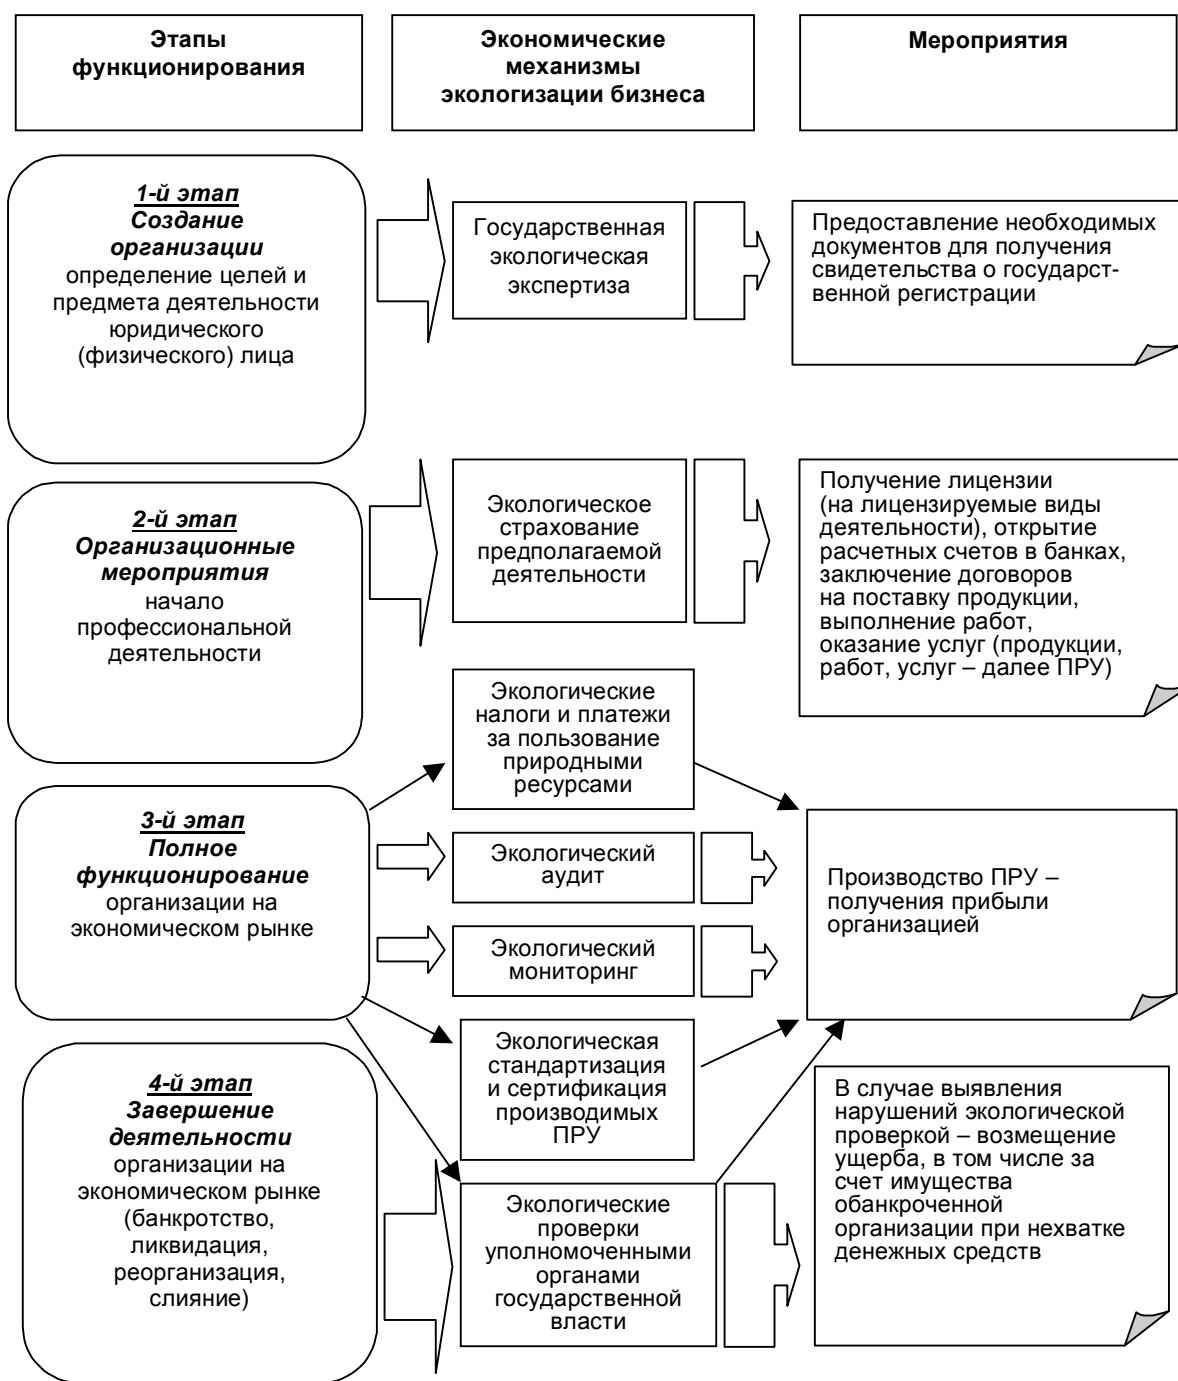 Этапы
функционирования
Экономические
механизмы
экологизации бизнеса
Мероприятия
1-й этап
Создание
организации
определение целей и
предмета деятельности
юридического
(физического) лица
Государственная
экологическая
экспертиза
Предоставление необходимых
документов для получения
свидетельства о государст-
венной регистрации
2-й этап
Организационные
мероприятия
начало
профессиональной
деятельности
Экологическое
страхование
предполагаемой
деятельности
Получение лицензии
(на лицензируемые виды
деятельности), открытие
расчетных счетов в банках,
заключение договоров
на поставку продукции,
выполнение работ,
оказание услуг (продукции,
работ, услуг – далее ПРУ)
3-й этап
Полное
функционирование
организации на
экономическом рынке
Экологические
налоги и платежи
за пользование
природными
ресурсами
Экологический
аудит
Экологический
мониторинг
Экологическая
стандартизация
и сертификация
производимых
ПРУ
Производство ПРУ –
получения прибыли
организацией
4-й этап
Завершение
деятельности
организации на
экономическом рынке
(банкротство,
ликвидация,
реорганизация,
слияние)
Экологические
проверки
уполномоченными
органами
государственной
власти
В случае выявления
нарушений экологической
проверкой – возмещение
ущерба, в том числе за
счет имущества
обанкроченной
организации при нехватке
денежных средств